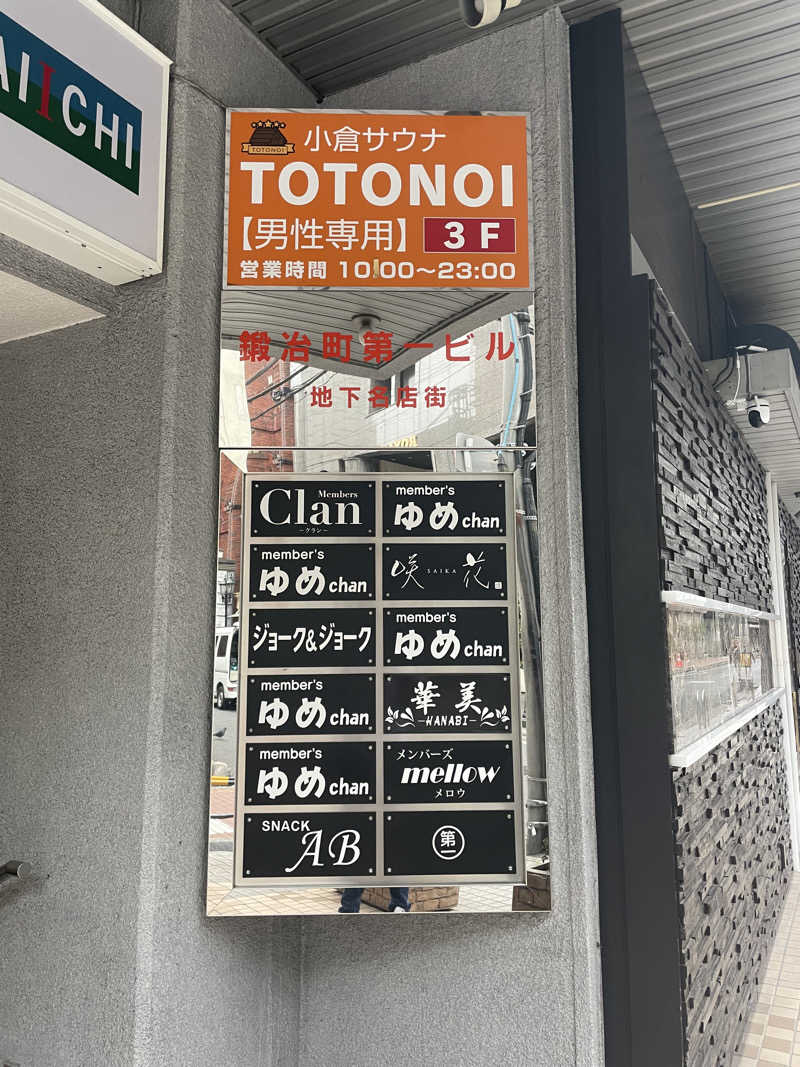 AIICHI
TOTONOI
小倉サウナ
TOTONOI
【男性専用】 3F
営業時間 10:00〜23:00
鍛冶町第一ビル
地下名店街
Members
Clan
~クラン~
member's
ゆめchan
member's
ゆめchan
咲 SAIKA 花
ジョーク&ジョーク
member's
ゆめchan
member's
ゆめchan
華美
-HANABI-
member's
ゆめchan
メンバーズ
mellow
メロウ
SNACK
AB
第一